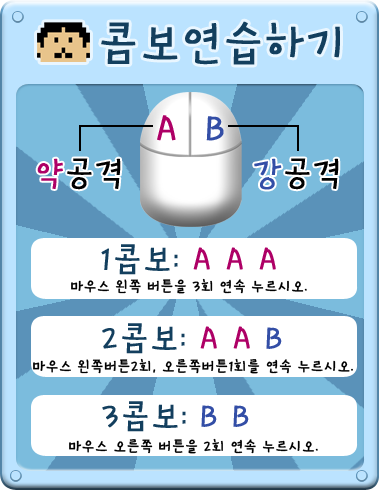 콤보연습하기
A B
약공격 강공격
1콤보: A A A
마우스 왼쪽 버튼을 3회 연속 누르시오.
2콤보: A A B
마우스 왼쪽버튼2회, 오른쪽버튼1회를 연속 누르시오.
3콤보: B B
마우스 오른쪽 버튼을 2회 연속 누르시오.